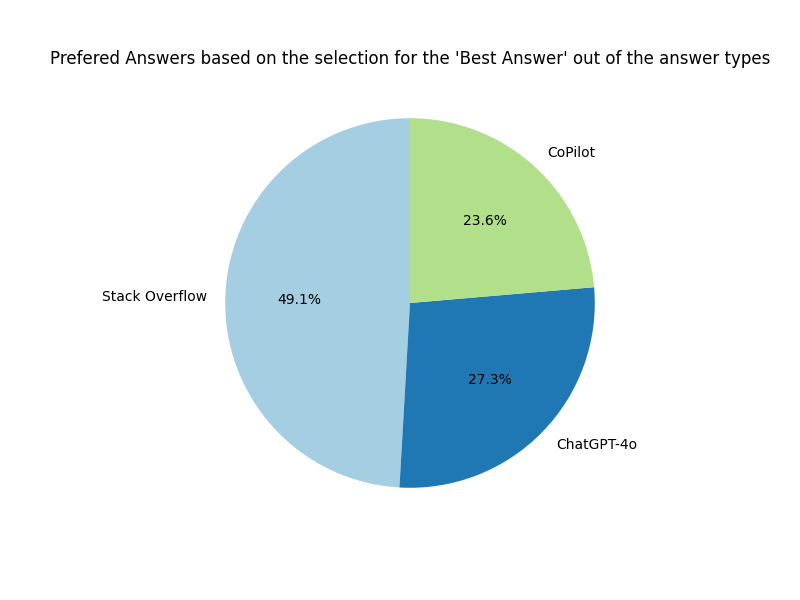 Prefered Answers based on the selection for the 'Best Answer' out of the answer types
CoPilot
23.6%
Stack Overflow
49.1%
27.3%
ChatGPT-4o